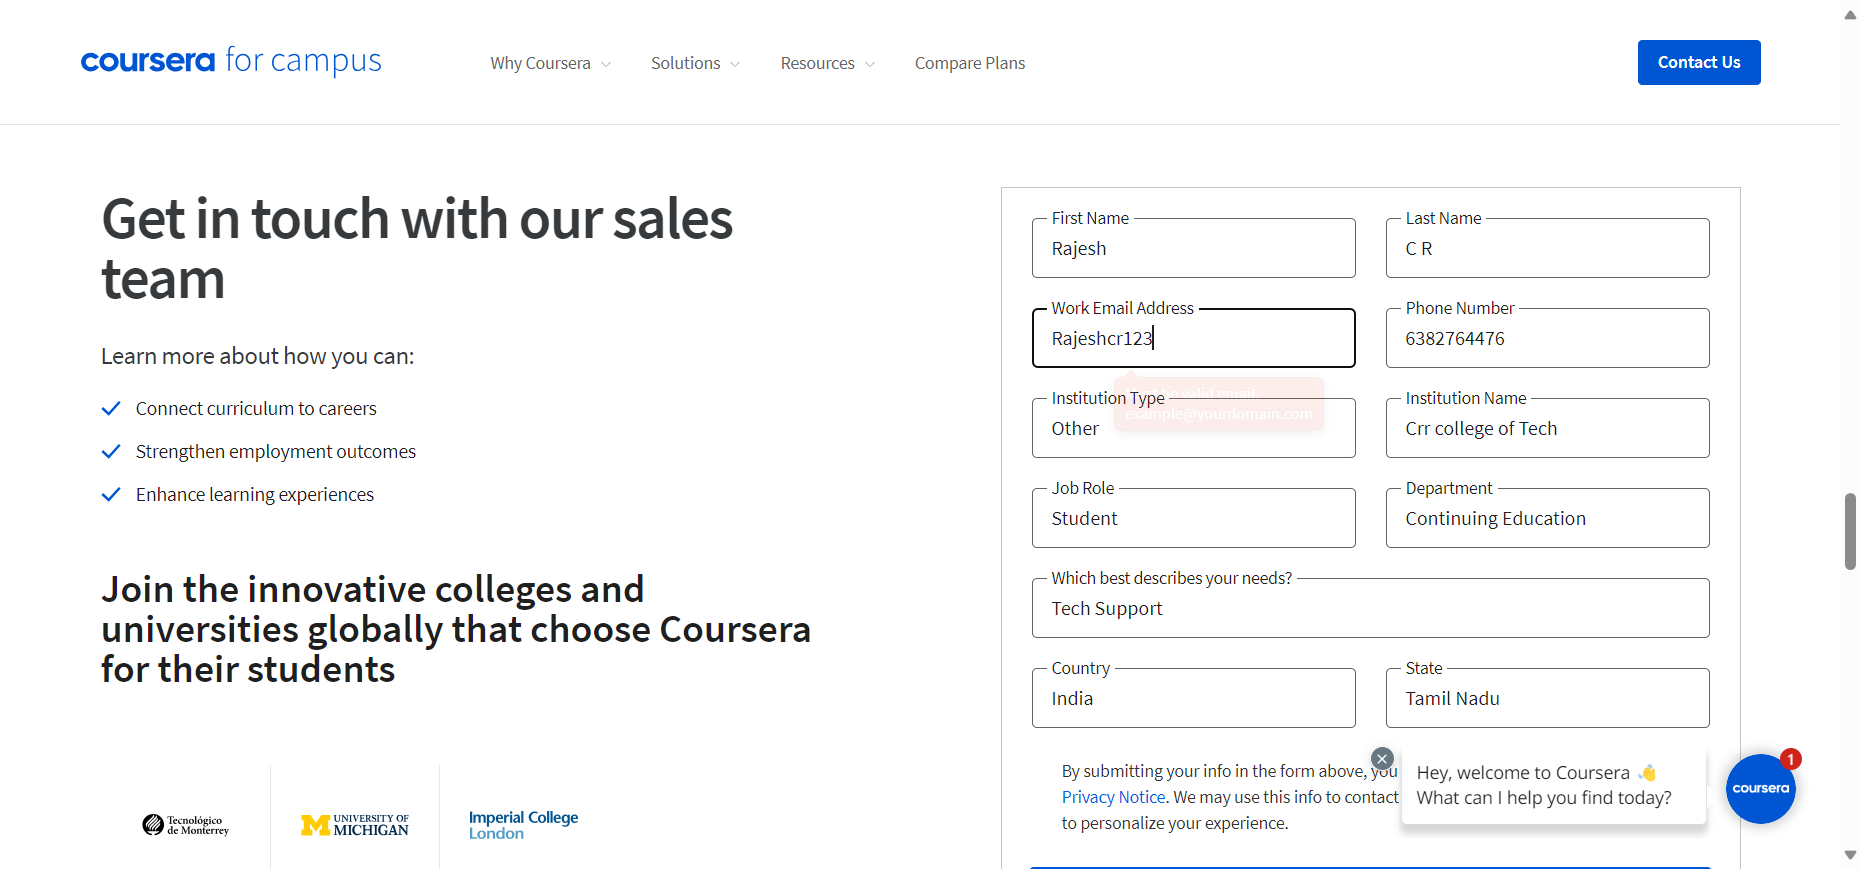 coursera for campus
Why Coursera
Solutions
Resources
Compare Plans
Contact Us
Get in touch with our sales
team
Learn more about how you can:
Connect curriculum to careers
Strengthen employment outcomes
Enhance learning experiences
Join the innovative colleges and
universities globally that choose Coursera
for their students
Tecnológico
de Monterrey
M UNIVERSITY OF
MICHIGAN
Imperial College
London
First Name
Rajesh
Last Name
C R
Work Email Address
Rajeshcr123
Phone Number
6382764476
valid email.
example@yourdomain.com
Institution Type
Other
Institution Name
Crr college of Tech
Job Role
Student
Department
Continuing Education
Which best describes your needs?
Tech Support
Country
India
State
Tamil Nadu
By submitting your info in the form above, you
Privacy Notice. We may use this info to contact
to personalize your experience.
Hey, welcome to Coursera 👋
What can I help you find today?
coursera
1